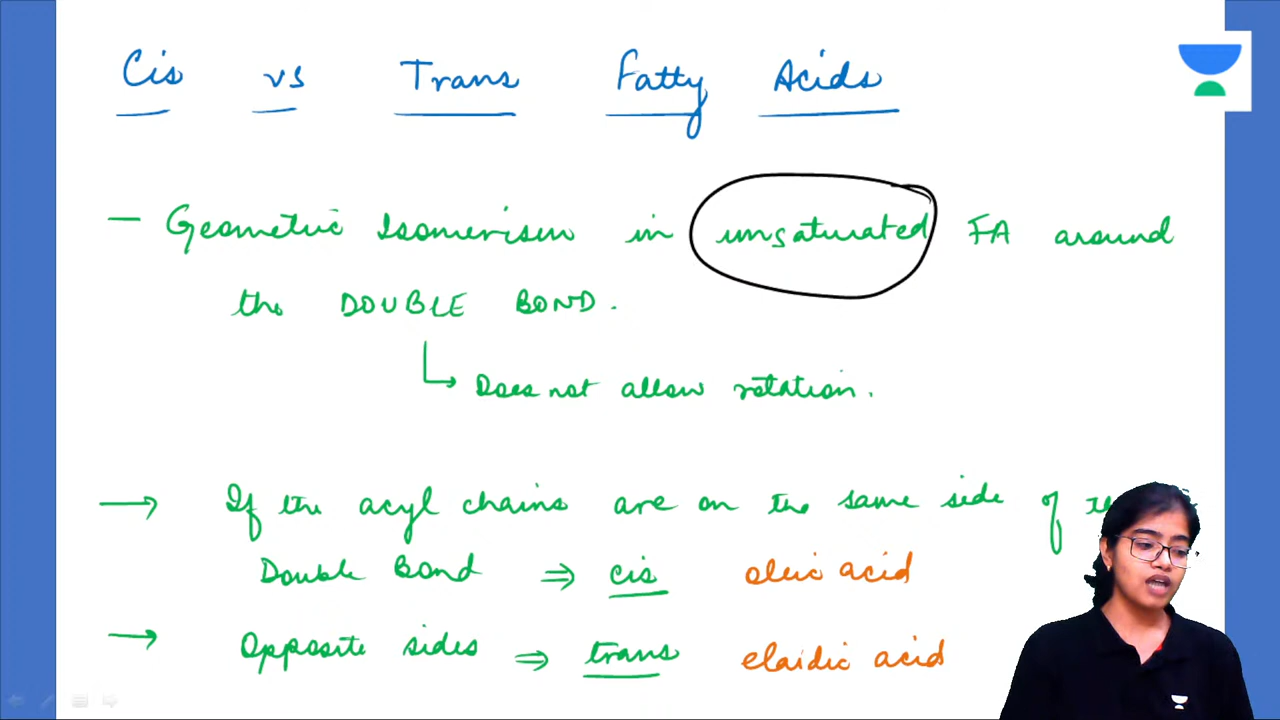 Cis vs Trans Fatty Acids
- Geometric Isomerism in unsaturated FA around
the DOUBLE BOND.
↳ Does not allow rotation.
→ If the acyl chains are on the same side of
Double Bond ⇒ cis oleic acid
→ Opposite sides ⇒ trans elaidic acid